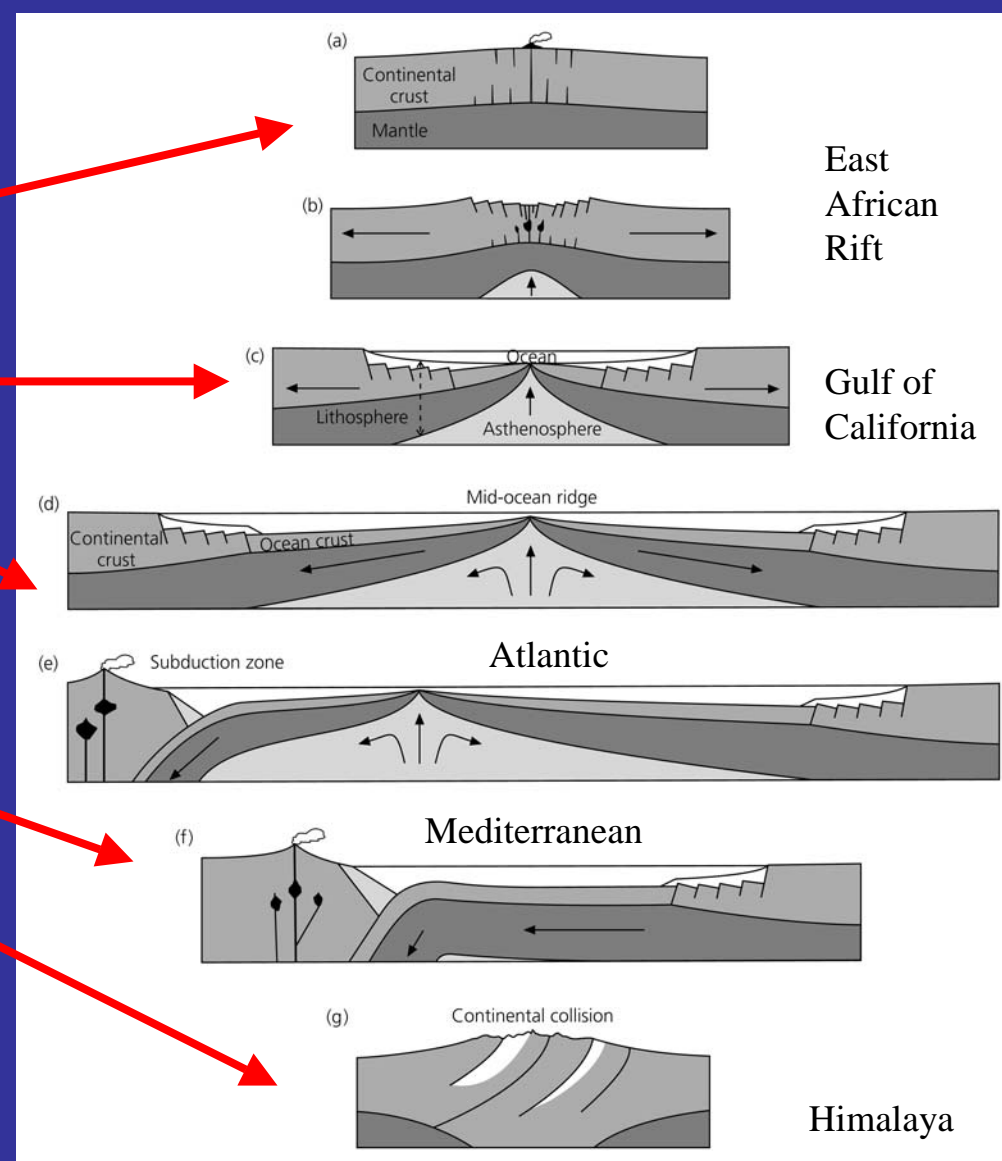 (a)
Continental
crust
Mantle
East
African
Rift
(b)
(c)
Ocean
Lithosphere
Asthenosphere
Gulf of
California
(d)
Mid-ocean ridge
Continental
crust
Ocean crust
Atlantic
(e)
Subduction zone
Mediterranean
(f)
(g)
Continental collision
Himalaya